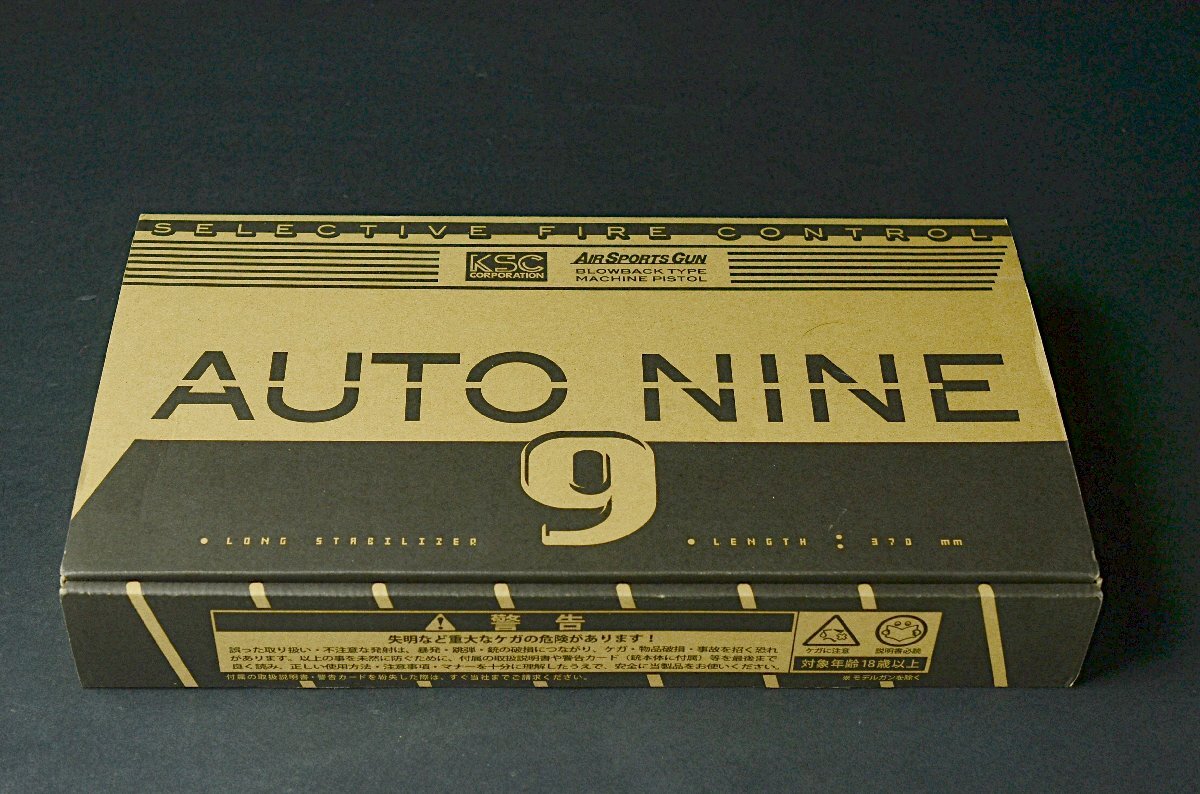 SELECTIVE FIRE CONTROL
KSC
CORPORATION
AIR SPORTS GUN
BLOWBACK TYPE
MACHINE PISTOL
AUTO NINE
9
• LONG STABILIZER
• LENGTH : 370 mm
警告
失明など重大なケガの危険があります！
誤った取り扱い・不注意な発射は、暴発・跳弾・銃の破損につながり、ケガ・物品破損・事故を招く恐れ
があります。以上の事を未然に防ぐために、付属の取扱説明書や警告カード（銃本体に付属）等を最後まで
良く読み、正しい使用方法・注意事項・マナーを十分に理解したうえで、安全に当製品をお使いください。
付属の取扱説明書・警告カードを紛失した際は、すぐ当社までご請求ください。
ケガに注意
説明書必読
対象年齢18歳以上
※モデルガンを除く